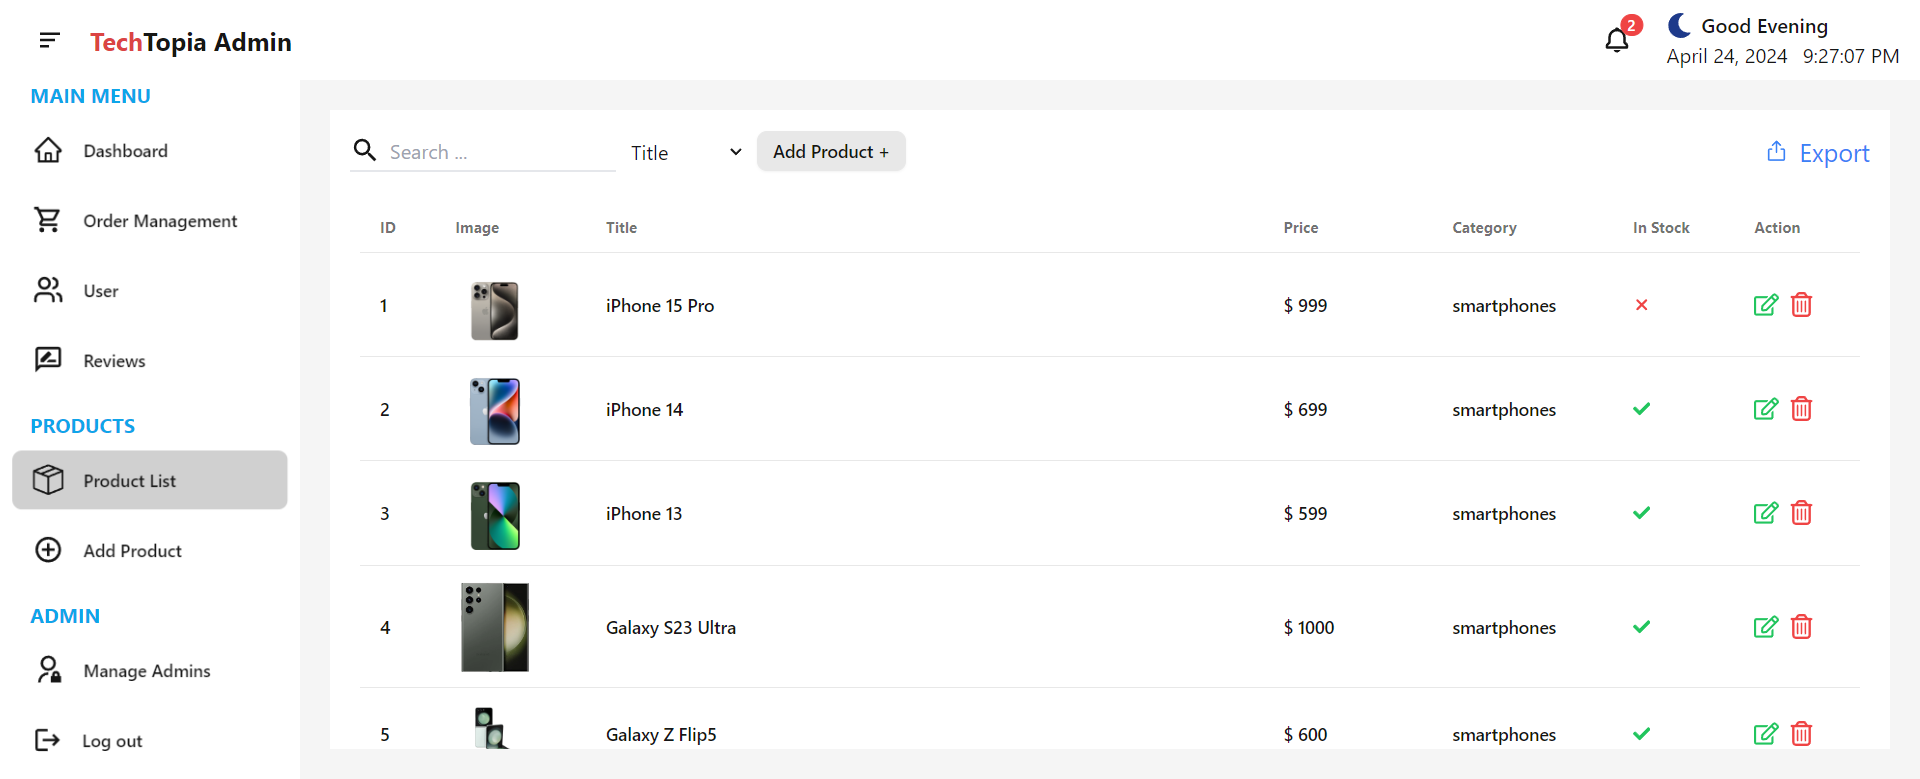 TechTopia Admin
2
Good Evening
April 24, 2024 9:27:07 PM
MAIN MENU
Dashboard
Order Management
User
Reviews
PRODUCTS
Product List
Add Product
ADMIN
Manage Admins
Log out
Search ...
Title
Add Product +
Export
ID Image Title Price Category In Stock Action
1 iPhone 15 Pro $ 999 smartphones
2 iPhone 14 $ 699 smartphones
3 iPhone 13 $ 599 smartphones
4 Galaxy S23 Ultra $ 1000 smartphones
5 Galaxy Z Flip5 $ 600 smartphones